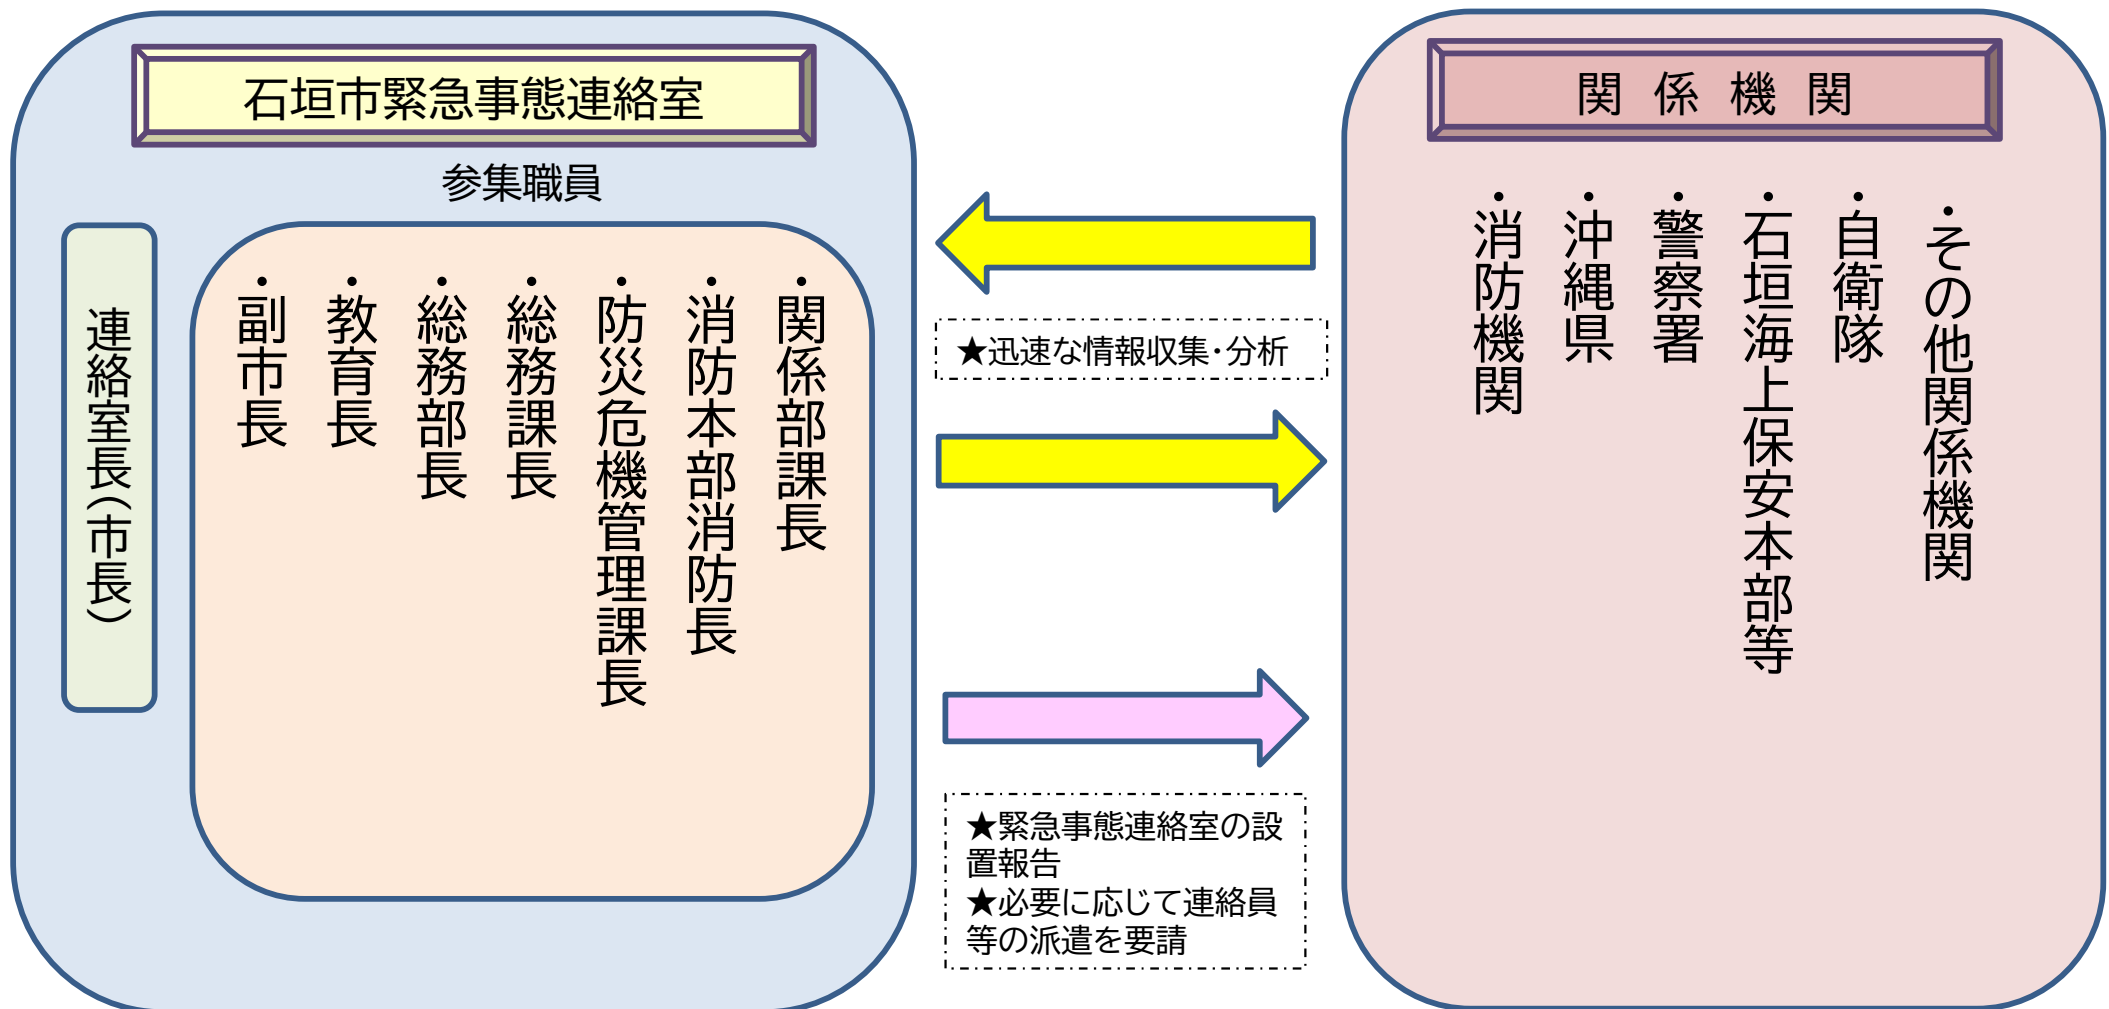 石垣市緊急事態連絡室
参集職員
連絡室長（市長）
・副市長
・教育長
・総務部長
・総務課長
・防災危機管理課長
・消防本部消防長
・関係部課長
★迅速な情報収集・分析
★緊急事態連絡室の設
置報告
★必要に応じて連絡員
等の派遣を要請
関 係 機 関
・消防機関
・沖縄県
・警察署
・石垣海上保安本部等
・自衛隊
・その他関係機関